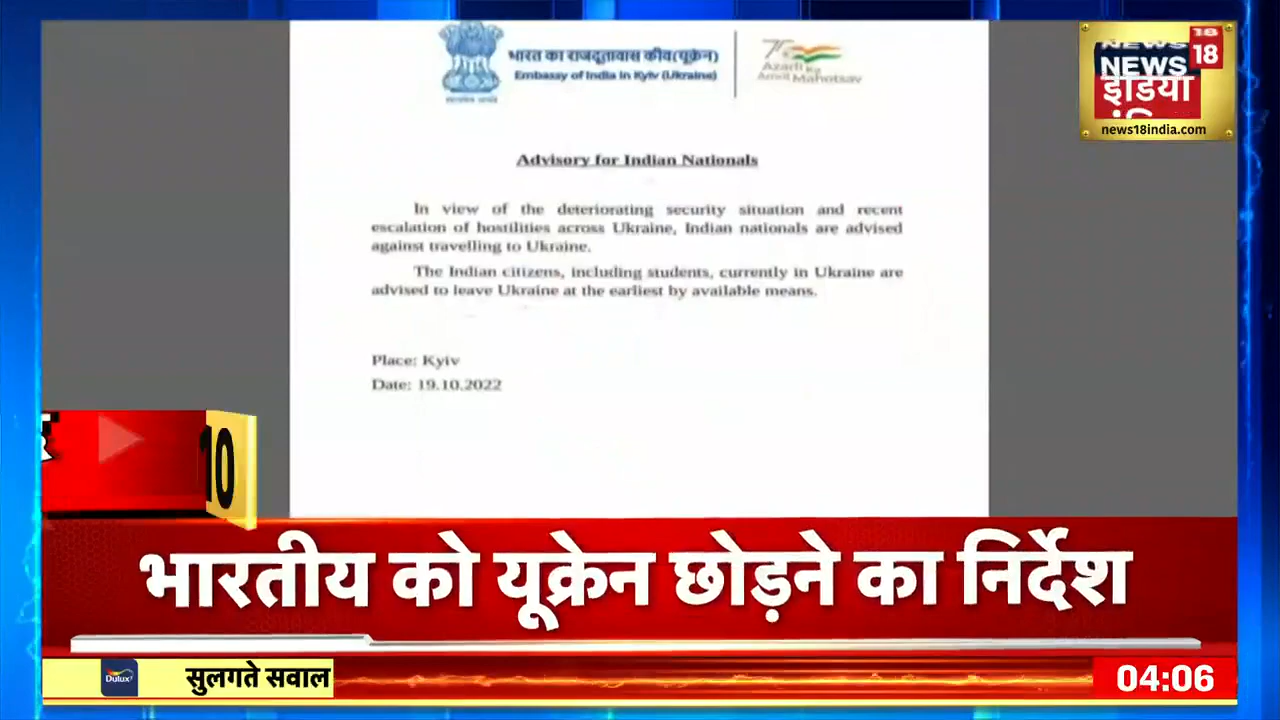 भारत का राजदूतावास कीव(यूक्रेन)
Embassy of India in Kyiv (Ukraine)
Azadi Ka
Amrit Mahotsav
Advisory for Indian Nationals
In view of the deteriorating security situation and recent
escalation of hostilities across Ukraine, Indian nationals are advised
against travelling to Ukraine.
The Indian citizens, including students, currently in Ukraine are
advised to leave Ukraine at the earliest by available means.
Place: Kyiv
Date: 19.10.2022
18
NEWS 18
इंडिया
news18india.com
10
भारतीय को यूक्रेन छोड़ने का निर्देश
Dulux
सुलगते सवाल
04:06